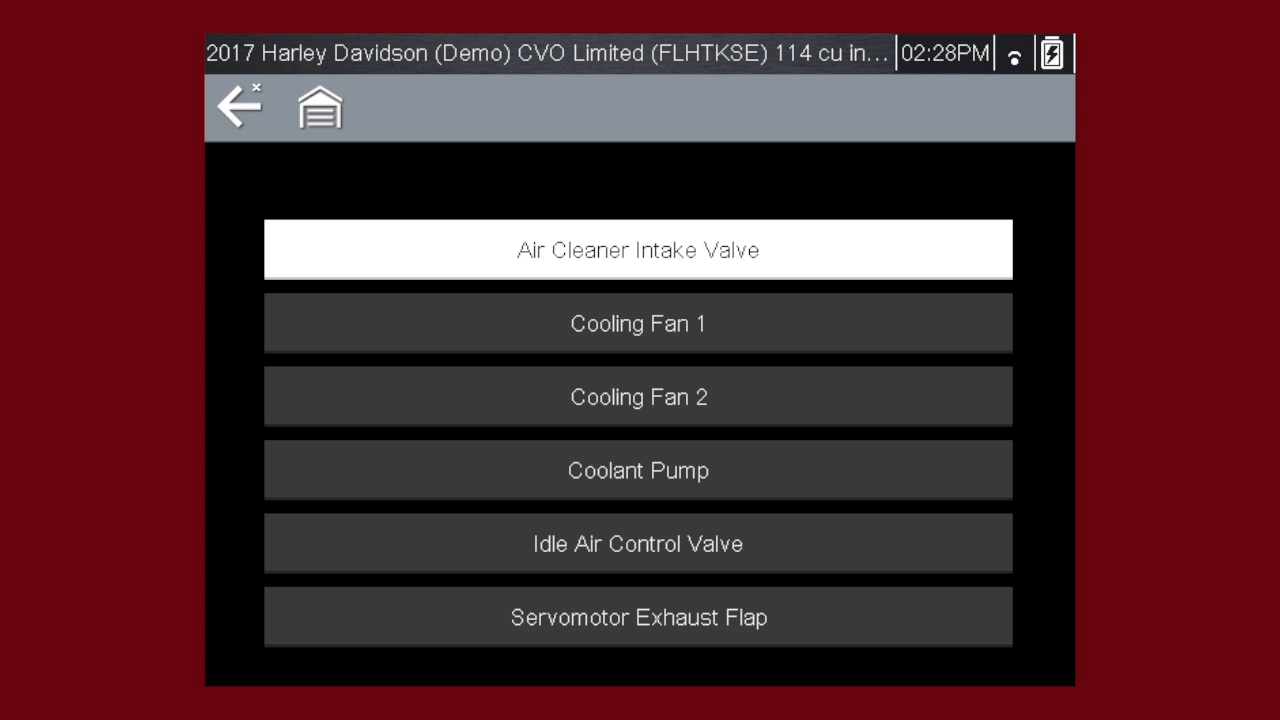 2017 Harley Davidson (Demo) CVO Limited (FLHTKSE) 114 cu in... 02:28PM
Air Cleaner Intake Valve
Cooling Fan 1
Cooling Fan 2
Coolant Pump
Idle Air Control Valve
Servomotor Exhaust Flap